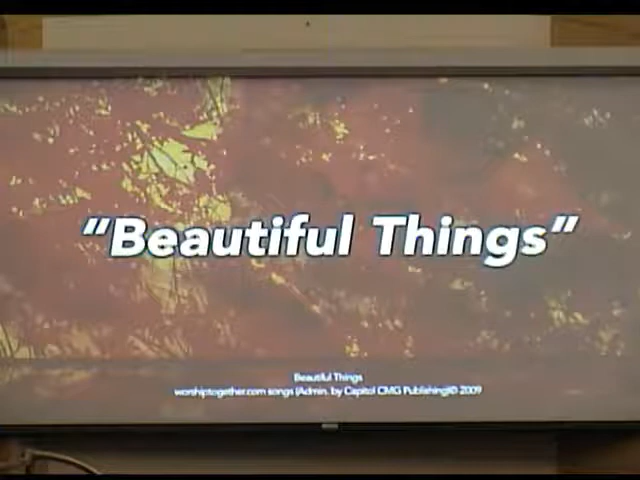 "Beautiful Things"
Beautiful Things
worshiptogether.com songs (Admin. by Capitol CMG Publishing)© 2009